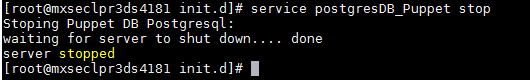 [root@mxseclpr3ds4181 init.d]# service postgresDB_Puppet stop
Stoping Puppet DB Postgresql:
waiting for server to shut down.... done
server stopped
[root@mxseclpr3ds4181 init.d]#